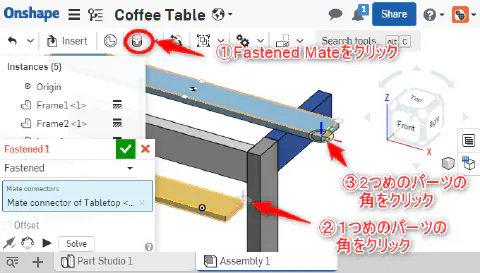 Onshape
Coffee Table
Share
Insert
Search tools...
alt
C
①Fastened Mateをクリック
Instances (5)
Origin
Frame1 <1>
Frame2 <1>
Fastened 1
Fastened
Mate connectors
Mate connector of Tabletop <...
Offset
Solve
Z
Top
Front
Right
X
③2つめのパーツの
角をクリック
②1つめのパーツの
角をクリック
Part Studio 1
Assembly 1